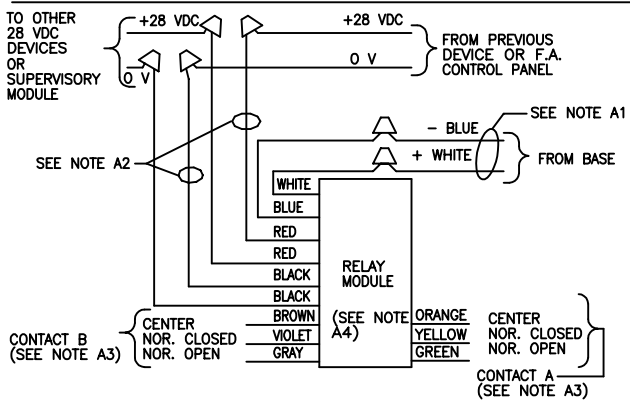 TO OTHER
28 VDC
DEVICES
OR
SUPERVISORY
MODULE
+28 VDC
0 V
+28 VDC
0 V
FROM PREVIOUS
DEVICE OR F.A.
CONTROL PANEL
SEE NOTE A1
- BLUE
+ WHITE
FROM BASE
SEE NOTE A2
WHITE
BLUE
RED
RED
BLACK
BLACK
BROWN
VIOLET
GRAY
RELAY
MODULE
(SEE NOTE
A4)
ORANGE
YELLOW
GREEN
CONTACT B
(SEE NOTE A3)
CENTER
NOR. CLOSED
NOR. OPEN
CENTER
NOR. CLOSED
NOR. OPEN
CONTACT A
(SEE NOTE A3)